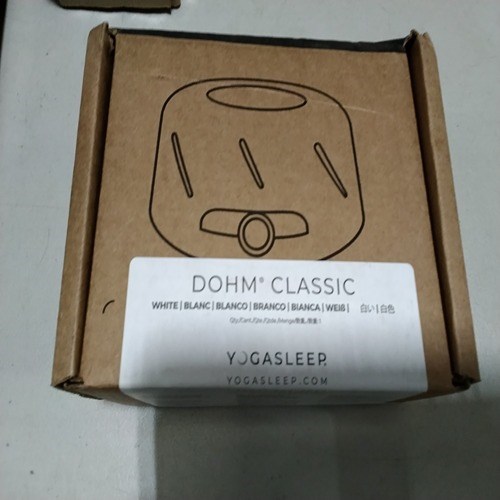 DOHM® CLASSIC
WHITE | BLANC | BLANCO | BRANCO | BIANCA | WEIß | 白い | 白色
YOGASLEEP.
YOGASLEEP.COM